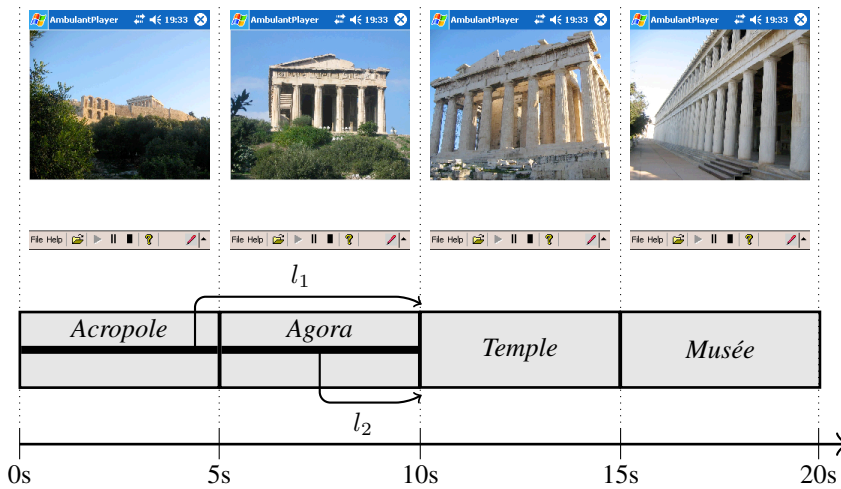 AmbulantPlayer 19:33
AmbulantPlayer 19:33
AmbulantPlayer 19:33
AmbulantPlayer 19:33
File Help
File Help
File Help
File Help
l1
Acropole
Agora
Temple
Musée
l2
0s 5s 10s 15s 20s